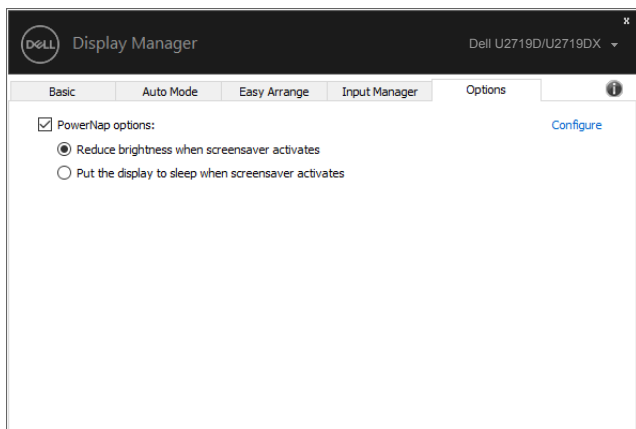 x
DELL Display Manager Dell U2719D/U2719DX
Basic Auto Mode Easy Arrange Input Manager Options i
PowerNap options: Configure
Reduce brightness when screensaver activates
Put the display to sleep when screensaver activates